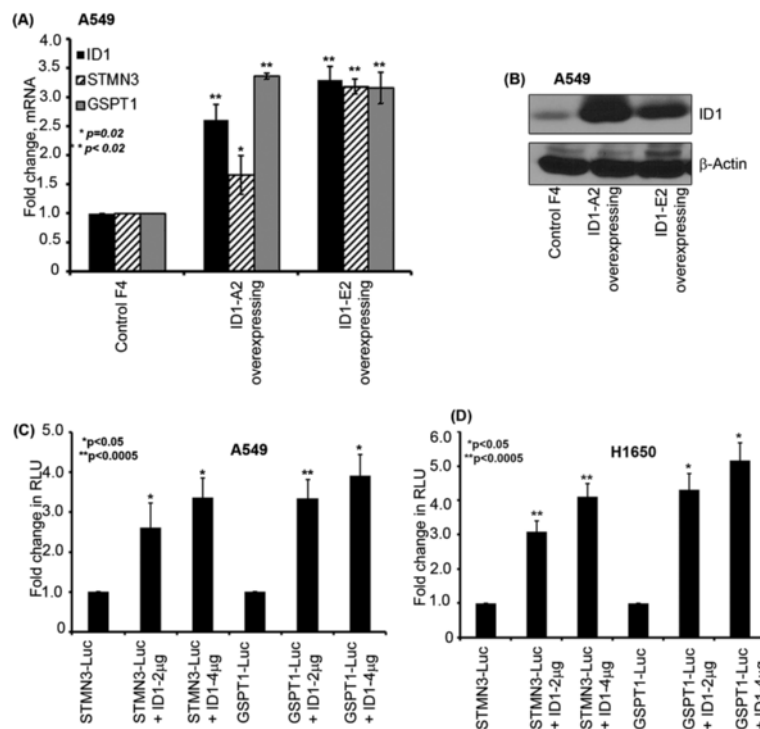 (A) A549
Fold change, mRNA
4.0
3.5
3.0
2.5
2.0
1.5
1.0
0.5
0
ID1
STMN3
GSPT1
* p=0.02
** p< 0.02
** * **
** ** **
Control F4
ID1-A2
overexpressing
ID1-E2
overexpressing
(B) A549
ID1
β-Actin
Control F4
ID1-A2
overexpressing
ID1-E2
overexpressing
(C) A549
*p<0.05
**p<0.0005
Fold change in RLU
5.0
4.0
3.0
2.0
1.0
0
* * ** *
STMN3-Luc
STMN3-Luc
+ ID1-2μg
STMN3-Luc
+ ID1-4μg
GSPT1-Luc
GSPT1-Luc
+ ID1-2μg
GSPT1-Luc
+ ID1-4μg
(D) H1650
*p<0.05
**p<0.0005
Fold change in RLU
6.0
5.0
4.0
3.0
2.0
1.0
0
** ** * *
STMN3-Luc
STMN3-Luc
+ ID1-2μg
STMN3-Luc
+ ID1-4μg
GSPT1-Luc
GSPT1-Luc
+ ID1-2μg
GSPT1-Luc
+ ID1-4μg